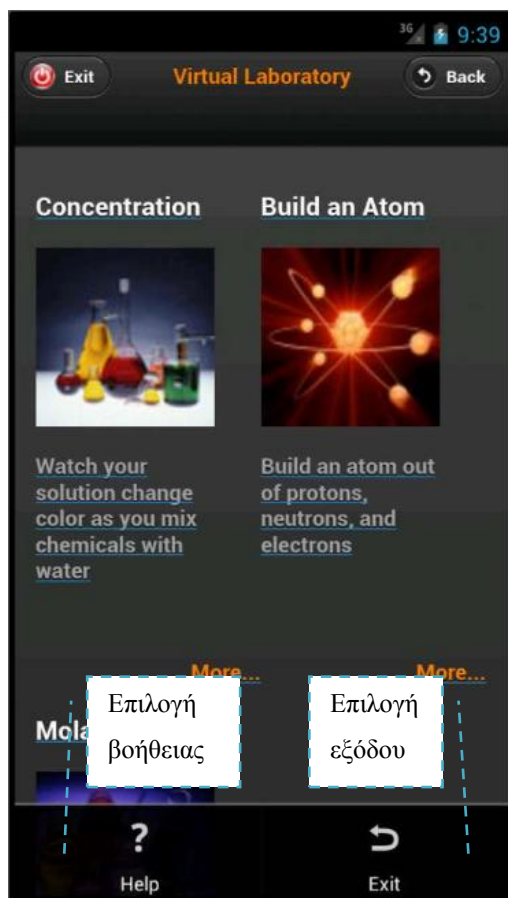 3G 9:39
Exit Virtual Laboratory Back
Concentration
Build an Atom
Watch your
solution change
color as you mix
chemicals with
water
Build an atom out
of protons,
neutrons, and
electrons
More...
More...
Επιλογή
βοήθειας
Επιλογή
εξόδου
?
Help
Exit